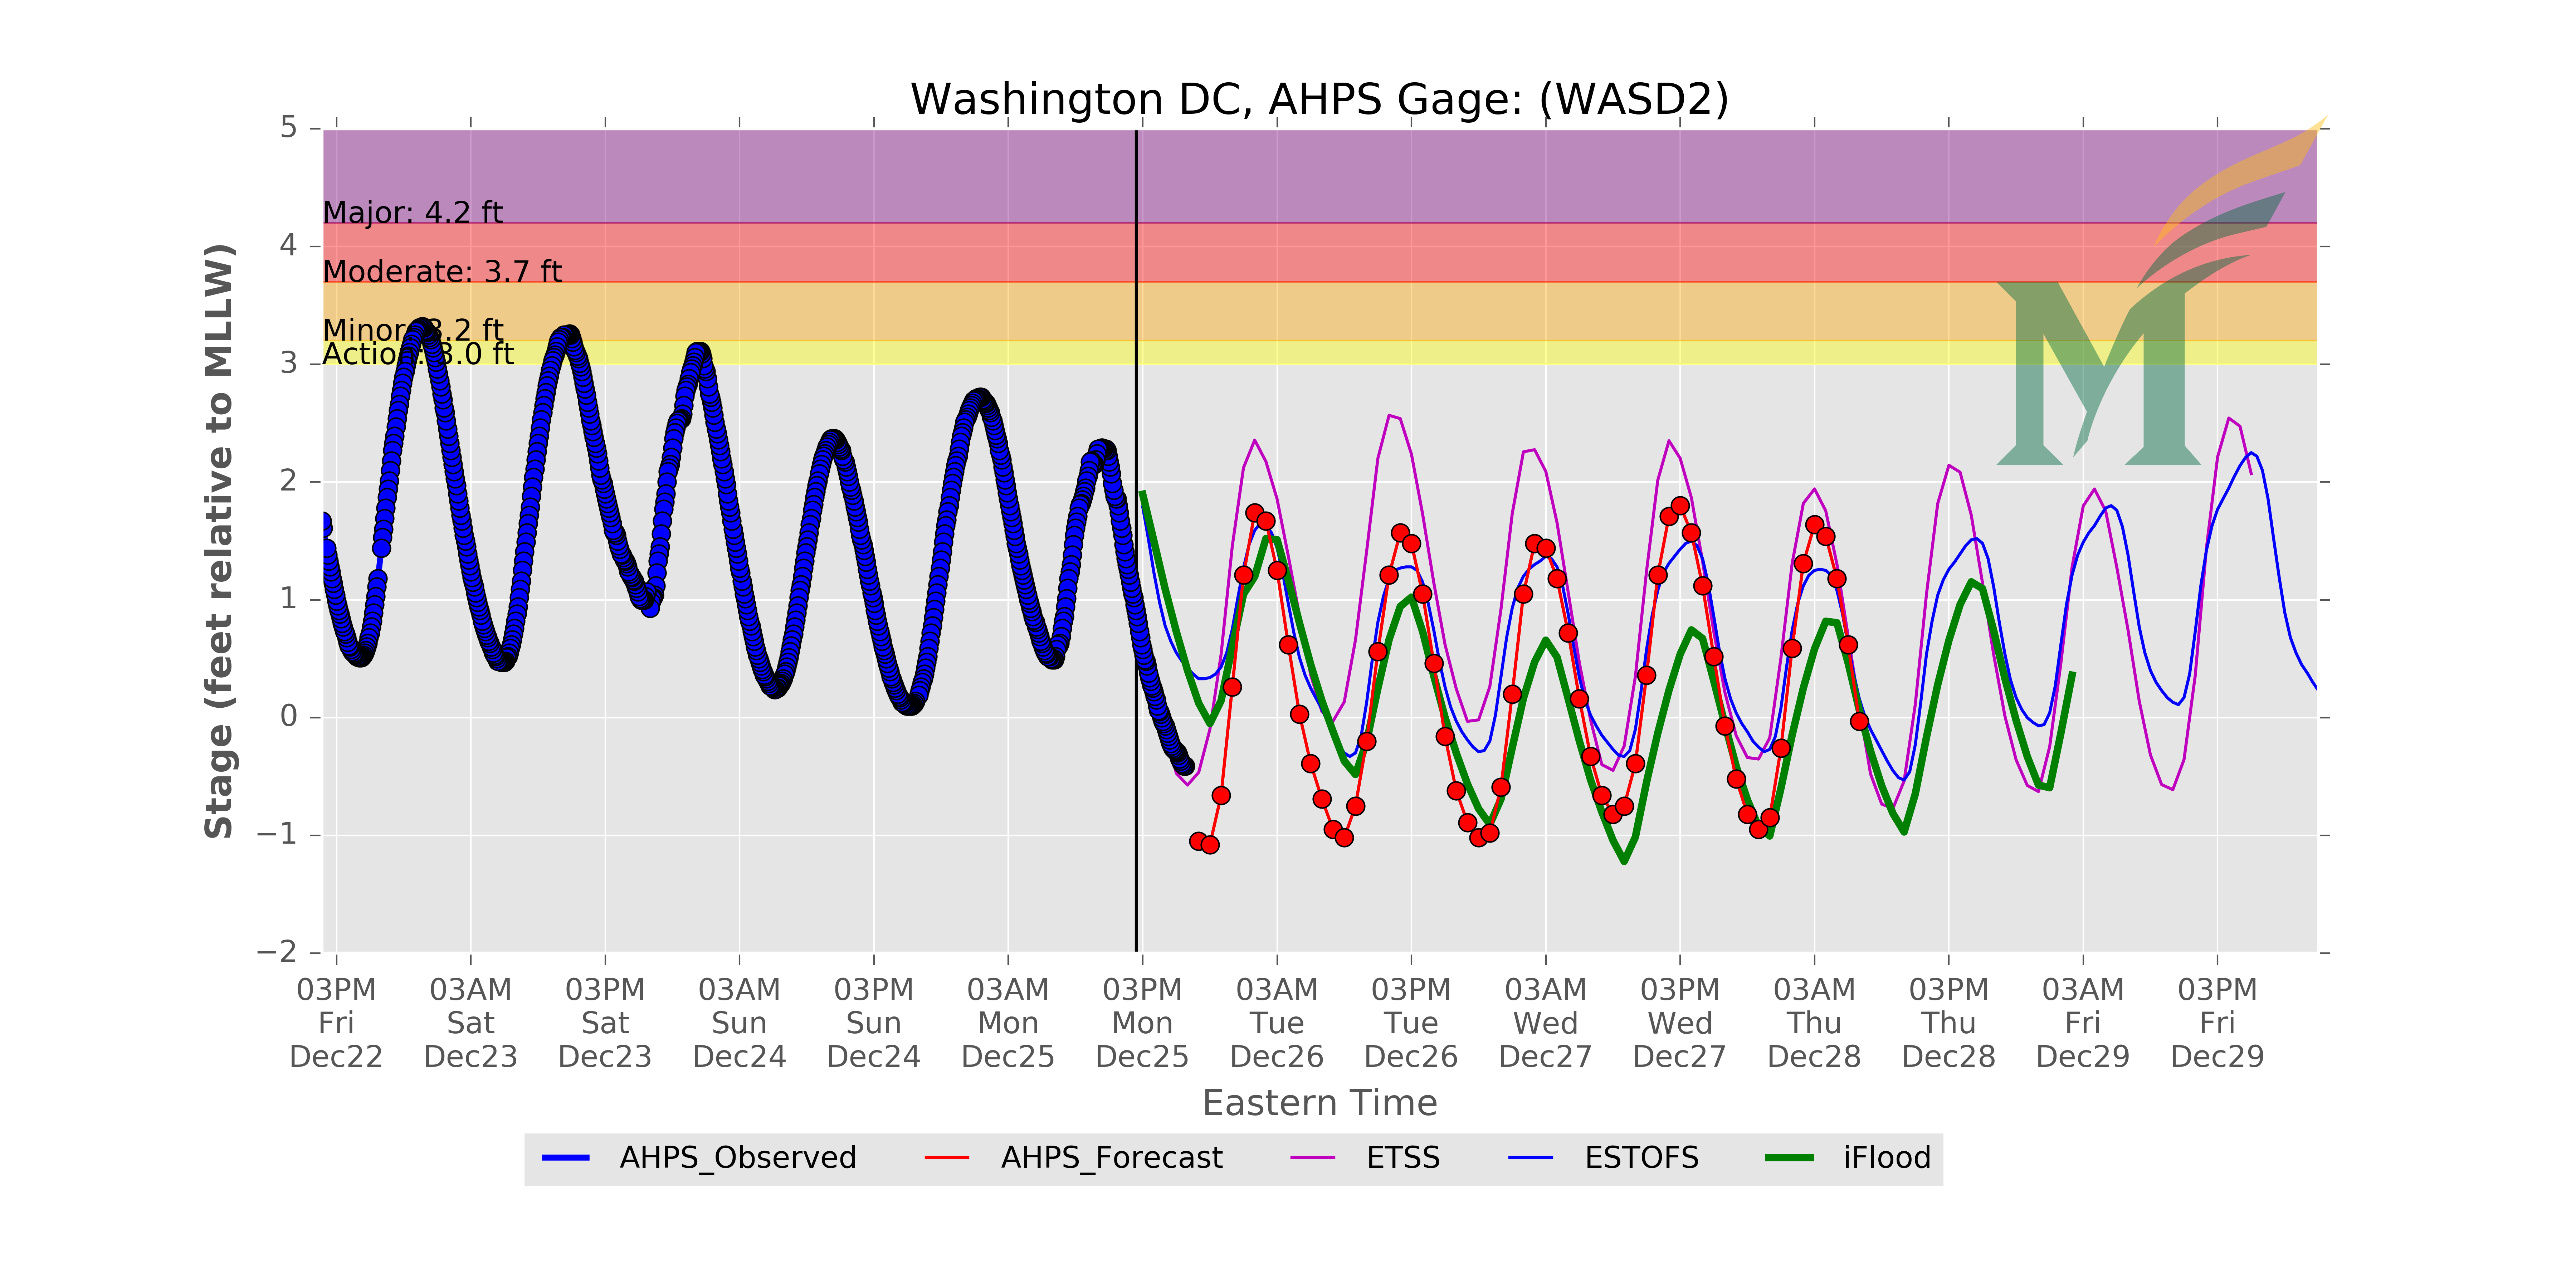 Washington DC, AHPS Gage: (WASD2)
Stage (feet relative to MLLW)
5
4
3
2
1
0
−1
−2
Major: 4.2 ft
Moderate: 3.7 ft
Minor: 3.2 ft
Action: 3.0 ft
M
03PM 03AM 03PM 03AM 03PM 03AM 03PM 03AM 03PM 03AM 03PM 03AM 03PM 03AM 03PM
Fri Sat Sat Sun Sun Mon Mon Tue Tue Wed Wed Thu Thu Fri Fri
Dec22 Dec23 Dec23 Dec24 Dec24 Dec25 Dec25 Dec26 Dec26 Dec27 Dec27 Dec28 Dec28 Dec29 Dec29
Eastern Time
AHPS_Observed AHPS_Forecast ETSS ESTOFS iFlood